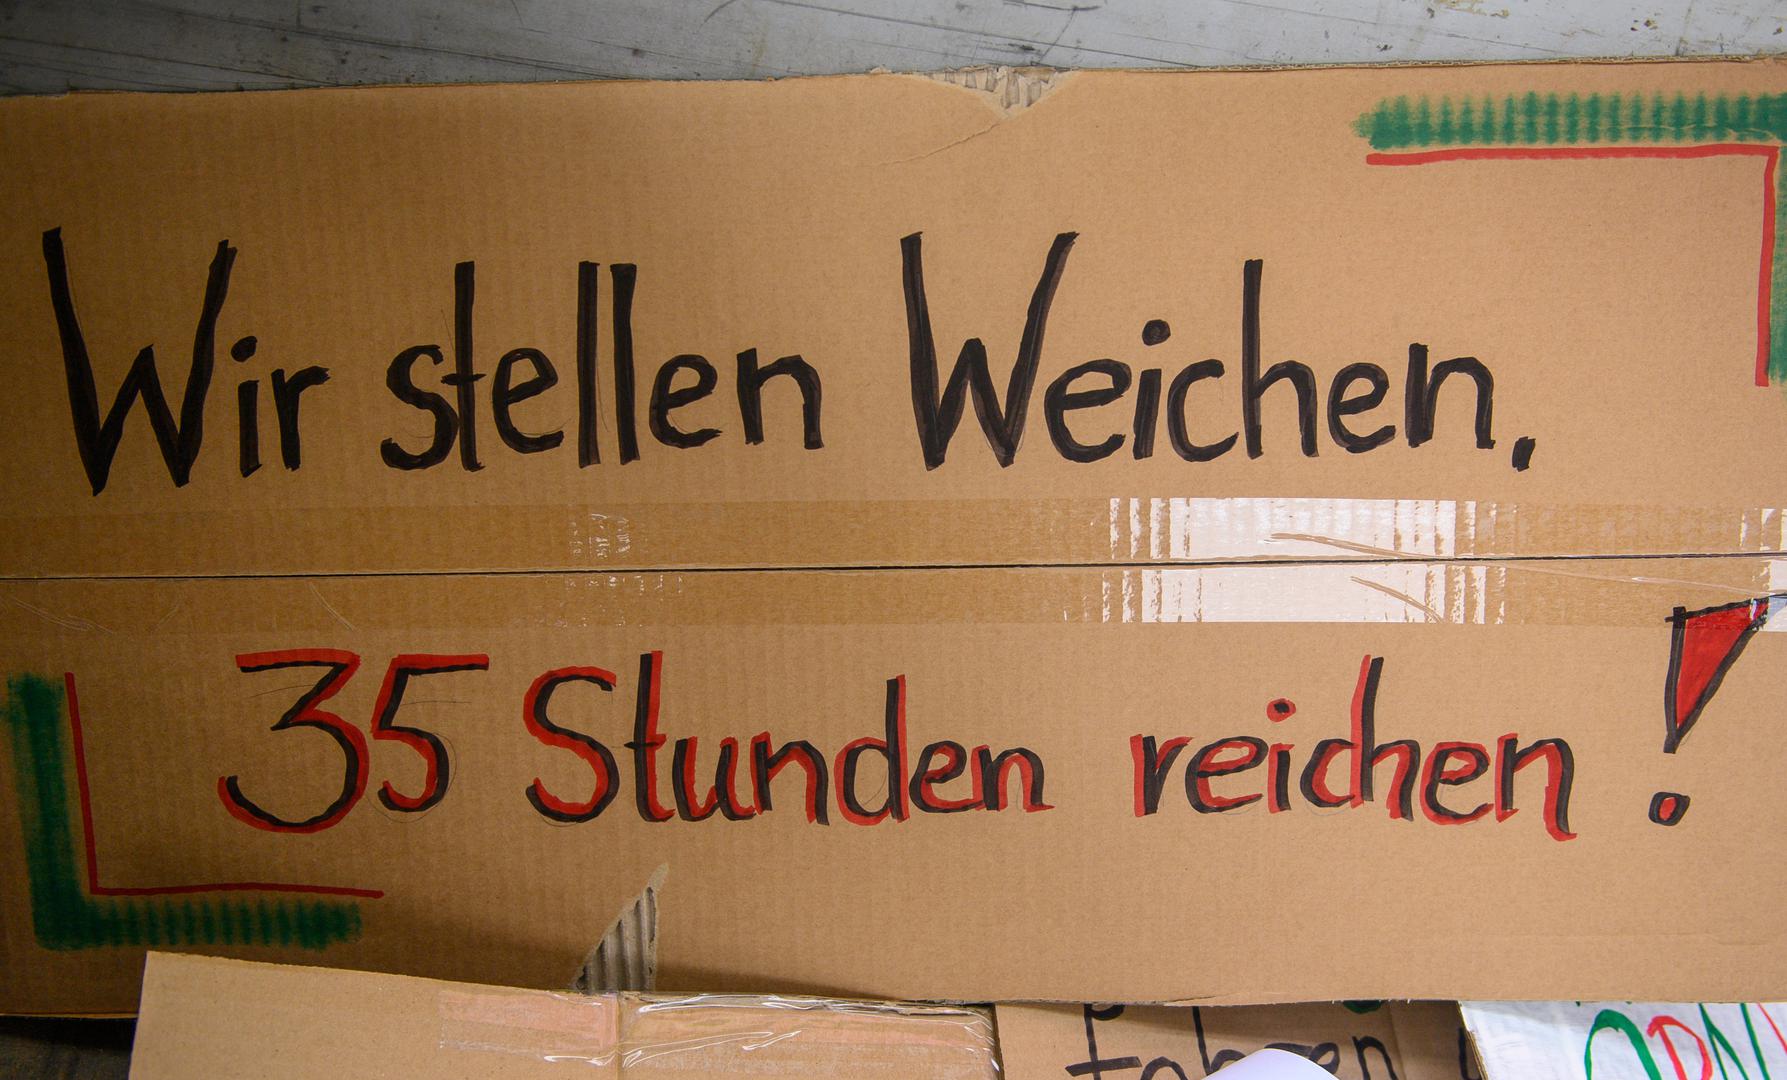 Wir stellen Weichen.
35 Stunden reichen!